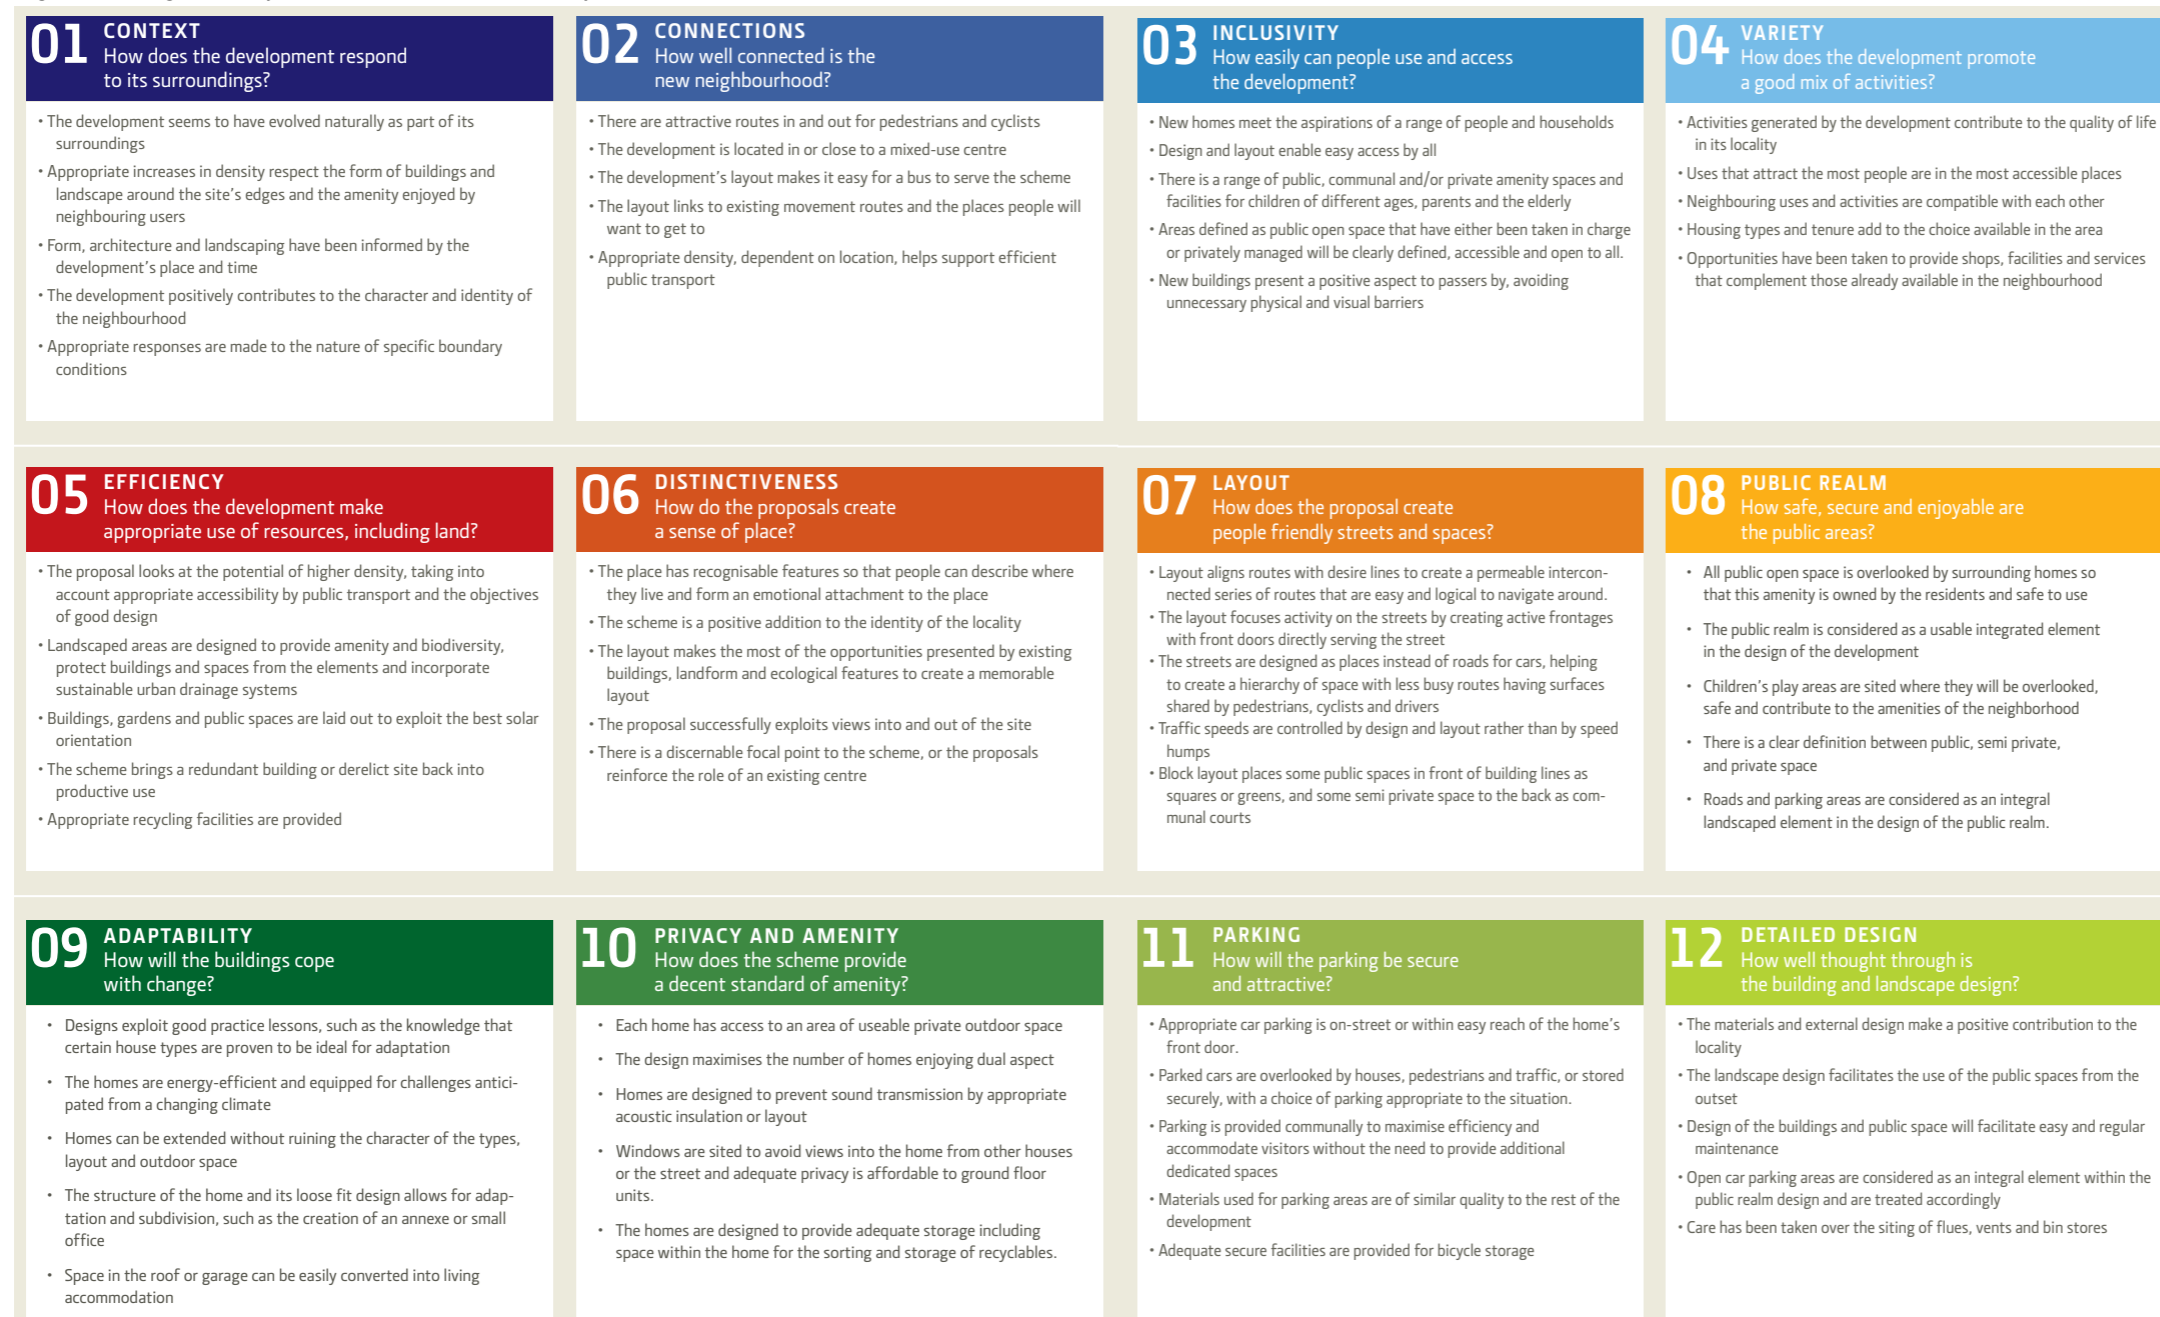 01 CONTEXT
How does the development respond
to its surroundings?
• The development seems to have evolved naturally as part of its
surroundings
• Appropriate increases in density respect the form of buildings and
landscape around the site's edges and the amenity enjoyed by
neighbouring users
• Form, architecture and landscaping have been informed by the
development's place and time
• The development positively contributes to the character and identity of
the neighbourhood
• Appropriate responses are made to the nature of specific boundary
conditions
02 CONNECTIONS
How well connected is the
new neighbourhood?
• There are attractive routes in and out for pedestrians and cyclists
• The development is located in or close to a mixed-use centre
• The development's layout makes it easy for a bus to serve the scheme
• The layout links to existing movement routes and the places people will
want to get to
• Appropriate density, dependent on location, helps support efficient
public transport
03 INCLUSIVITY
How easily can people use and access
the development?
• New homes meet the aspirations of a range of people and households
• Design and layout enable easy access by all
• There is a range of public, communal and/or private amenity spaces and
facilities for children of different ages, parents and the elderly
• Areas defined as public open space that have either been taken in charge
or privately managed will be clearly defined, accessible and open to all.
• New buildings present a positive aspect to passers by, avoiding
unnecessary physical and visual barriers
04 VARIETY
How does the development promote
a good mix of activities?
• Activities generated by the development contribute to the quality of life
in its locality
• Uses that attract the most people are in the most accessible places
• Neighbouring uses and activities are compatible with each other
• Housing types and tenure add to the choice available in the area
• Opportunities have been taken to provide shops, facilities and services
that complement those already available in the neighbourhood
05 EFFICIENCY
How does the development make
appropriate use of resources, including land?
• The proposal looks at the potential of higher density, taking into
account appropriate accessibility by public transport and the objectives
of good design
• Landscaped areas are designed to provide amenity and biodiversity,
protect buildings and spaces from the elements and incorporate
sustainable urban drainage systems
• Buildings, gardens and public spaces are laid out to exploit the best solar
orientation
• The scheme brings a redundant building or derelict site back into
productive use
• Appropriate recycling facilities are provided
06 DISTINCTIVENESS
How do the proposals create
a sense of place?
• The place has recognisable features so that people can describe where
they live and form an emotional attachment to the place
• The scheme is a positive addition to the identity of the locality
• The layout makes the most of the opportunities presented by existing
buildings, landform and ecological features to create a memorable
layout
• The proposal successfully exploits views into and out of the site
• There is a discernable focal point to the scheme, or the proposals
reinforce the role of an existing centre
07 LAYOUT
How does the proposal create
people friendly streets and spaces?
• Layout aligns routes with desire lines to create a permeable intercon-
nected series of routes that are easy and logical to navigate around.
• The layout focuses activity on the streets by creating active frontages
with front doors directly serving the street
• The streets are designed as places instead of roads for cars, helping
to create a hierarchy of space with less busy routes having surfaces
shared by pedestrians, cyclists and drivers
• Traffic speeds are controlled by design and layout rather than by speed
humps
• Block layout places some public spaces in front of building lines as
squares or greens, and some semi private space to the back as com-
munal courts
08 PUBLIC REALM
How safe, secure and enjoyable are
the public areas?
• All public open space is overlooked by surrounding homes so
that this amenity is owned by the residents and safe to use
• The public realm is considered as a usable integrated element
in the design of the development
• Children's play areas are sited where they will be overlooked,
safe and contribute to the amenities of the neighborhood
• There is a clear definition between public, semi private,
and private space
• Roads and parking areas are considered as an integral
landscaped element in the design of the public realm.
09 ADAPTABILITY
How will the buildings cope
with change?
• Designs exploit good practice lessons, such as the knowledge that
certain house types are proven to be ideal for adaptation
• The homes are energy-efficient and equipped for challenges antici-
pated from a changing climate
• Homes can be extended without ruining the character of the types,
layout and outdoor space
• The structure of the home and its loose fit design allows for adap-
tation and subdivision, such as the creation of an annexe or small
office
• Space in the roof or garage can be easily converted into living
accommodation
10 PRIVACY AND AMENITY
How does the scheme provide
a decent standard of amenity?
• Each home has access to an area of useable private outdoor space
• The design maximises the number of homes enjoying dual aspect
• Homes are designed to prevent sound transmission by appropriate
acoustic insulation or layout
• Windows are sited to avoid views into the home from other houses
or the street and adequate privacy is affordable to ground floor
units.
• The homes are designed to provide adequate storage including
space within the home for the sorting and storage of recyclables.
11 PARKING
How will the parking be secure
and attractive?
• Appropriate car parking is on-street or within easy reach of the home's
front door.
• Parked cars are overlooked by houses, pedestrians and traffic, or stored
securely, with a choice of parking appropriate to the situation.
• Parking is provided communally to maximise efficiency and
accommodate visitors without the need to provide additional
dedicated spaces
• Materials used for parking areas are of similar quality to the rest of the
development
• Adequate secure facilities are provided for bicycle storage
12 DETAILED DESIGN
How well thought through is
the building and landscape design?
• The materials and external design make a positive contribution to the
locality
• The landscape design facilitates the use of the public spaces from the
outset
• Design of the buildings and public space will facilitate easy and regular
maintenance
• Open car parking areas are considered as an integral element within the
public realm design and are treated accordingly
• Care has been taken over the siting of flues, vents and bin stores